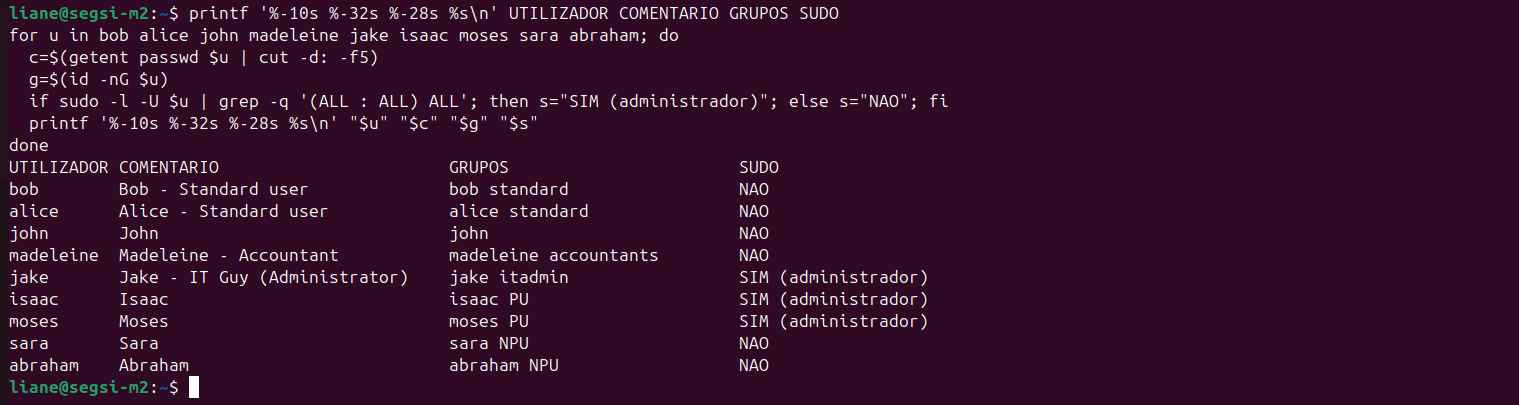 liane@segsi-m2:~$ printf '%-10s %-32s %-28s %s\n' UTILIZADOR COMENTARIO GRUPOS SUDO
for u in bob alice john madeleine jake isaac moses sara abraham; do
  c=$(getent passwd $u | cut -d: -f5)
  g=$(id -nG $u)
  if sudo -l -U $u | grep -q '(ALL : ALL) ALL'; then s="SIM (administrador)"; else s="NAO"; fi
  printf '%-10s %-32s %-28s %s\n' "$u" "$c" "$g" "$s"
done
UTILIZADOR COMENTARIO                       GRUPOS                       SUDO
bob        Bob - Standard user              bob standard                 NAO
alice      Alice - Standard user            alice standard               NAO
john       John                             john                         NAO
madeleine  Madeleine - Accountant           madeleine accountants        NAO
jake       Jake - IT Guy (Administrator)    jake itadmin                 SIM (administrador)
isaac      Isaac                            isaac PU                     SIM (administrador)
moses      Moses                            moses PU                     SIM (administrador)
sara       Sara                             sara NPU                     NAO
abraham    Abraham                          abraham NPU                  NAO
liane@segsi-m2:~$